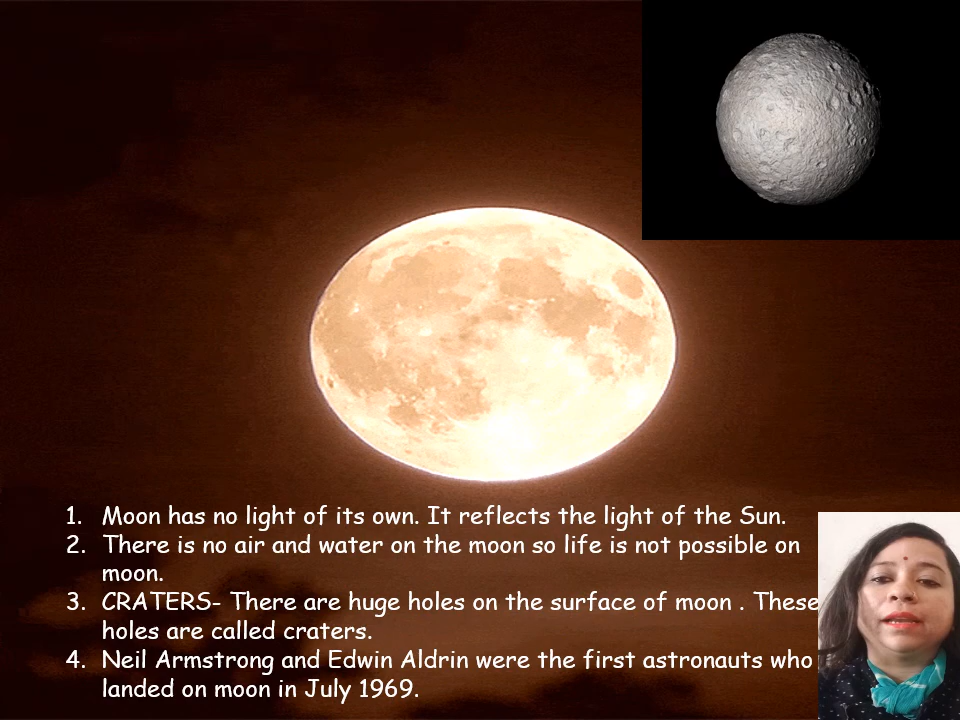 1. Moon has no light of its own. It reflects the light of the Sun.
2. There is no air and water on the moon so life is not possible on
moon.
3. CRATERS- There are huge holes on the surface of moon . These
holes are called craters.
4. Neil Armstrong and Edwin Aldrin were the first astronauts who
landed on moon in July 1969.